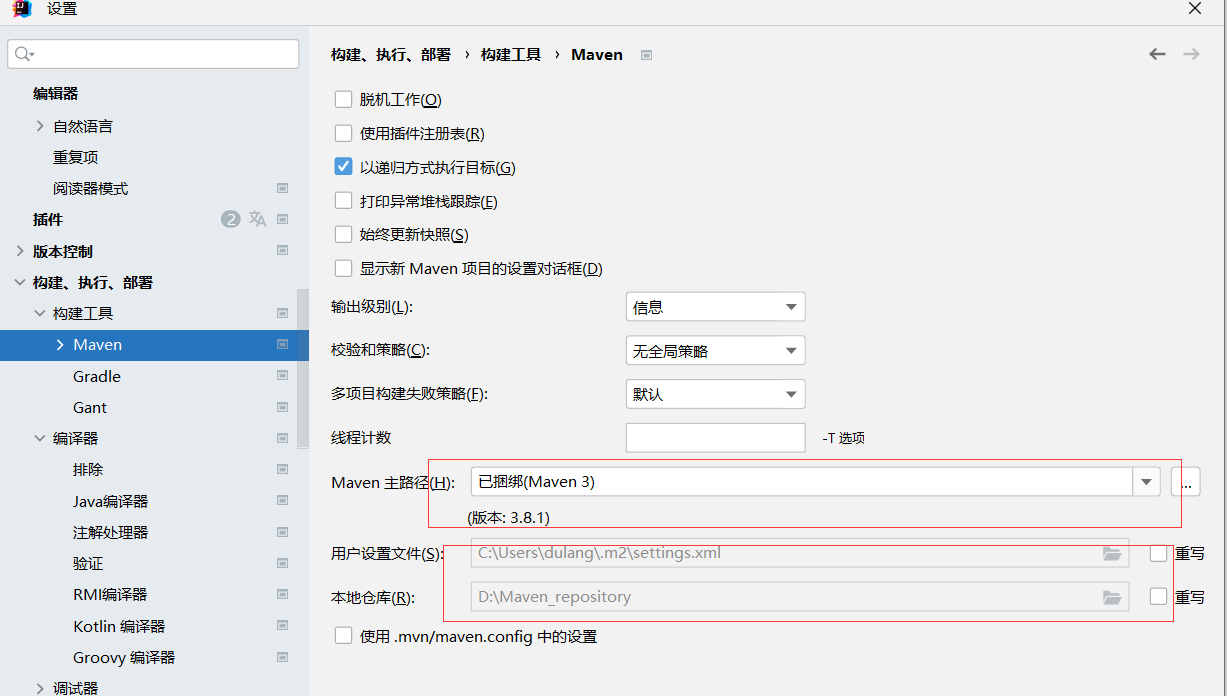 设置
编辑器
自然语言
重复项
阅读器模式
插件 2
版本控制
构建、执行、部署
构建工具
Maven
Gradle
Gant
编译器
排除
Java编译器
注解处理器
验证
RMI编译器
Kotlin 编译器
Groovy 编译器
调试器
构建、执行、部署 › 构建工具 › Maven
脱机工作(O)
使用插件注册表(R)
以递归方式执行目标(G)
打印异常堆栈跟踪(E)
始终更新快照(S)
显示新 Maven 项目的设置对话框(D)
输出级别(L): 信息
校验和策略(C): 无全局策略
多项目构建失败策略(F): 默认
线程计数 -T 选项
Maven 主路径(H): 已捆绑(Maven 3) ...
(版本: 3.8.1)
用户设置文件(S): C:\Users\dulang\.m2\settings.xml 重写
本地仓库(R): D:\Maven_repository 重写
使用 .mvn/maven.config 中的设置